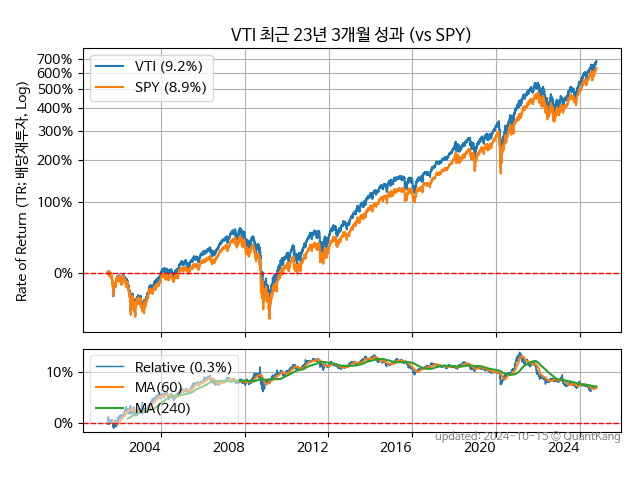 VTI 최근 23년 3개월 성과 (vs SPY)
Rate of Return (TR; 배당재투자, Log)
700%
600%
500%
400%
300%
200%
100%
0%
VTI (9.2%)
SPY (8.9%)
10%
0%
Relative (0.3%)
MA(60)
MA(240)
2004
2008
2012
2016
2020
2024
updated: 2024-10-15 © QuantKang